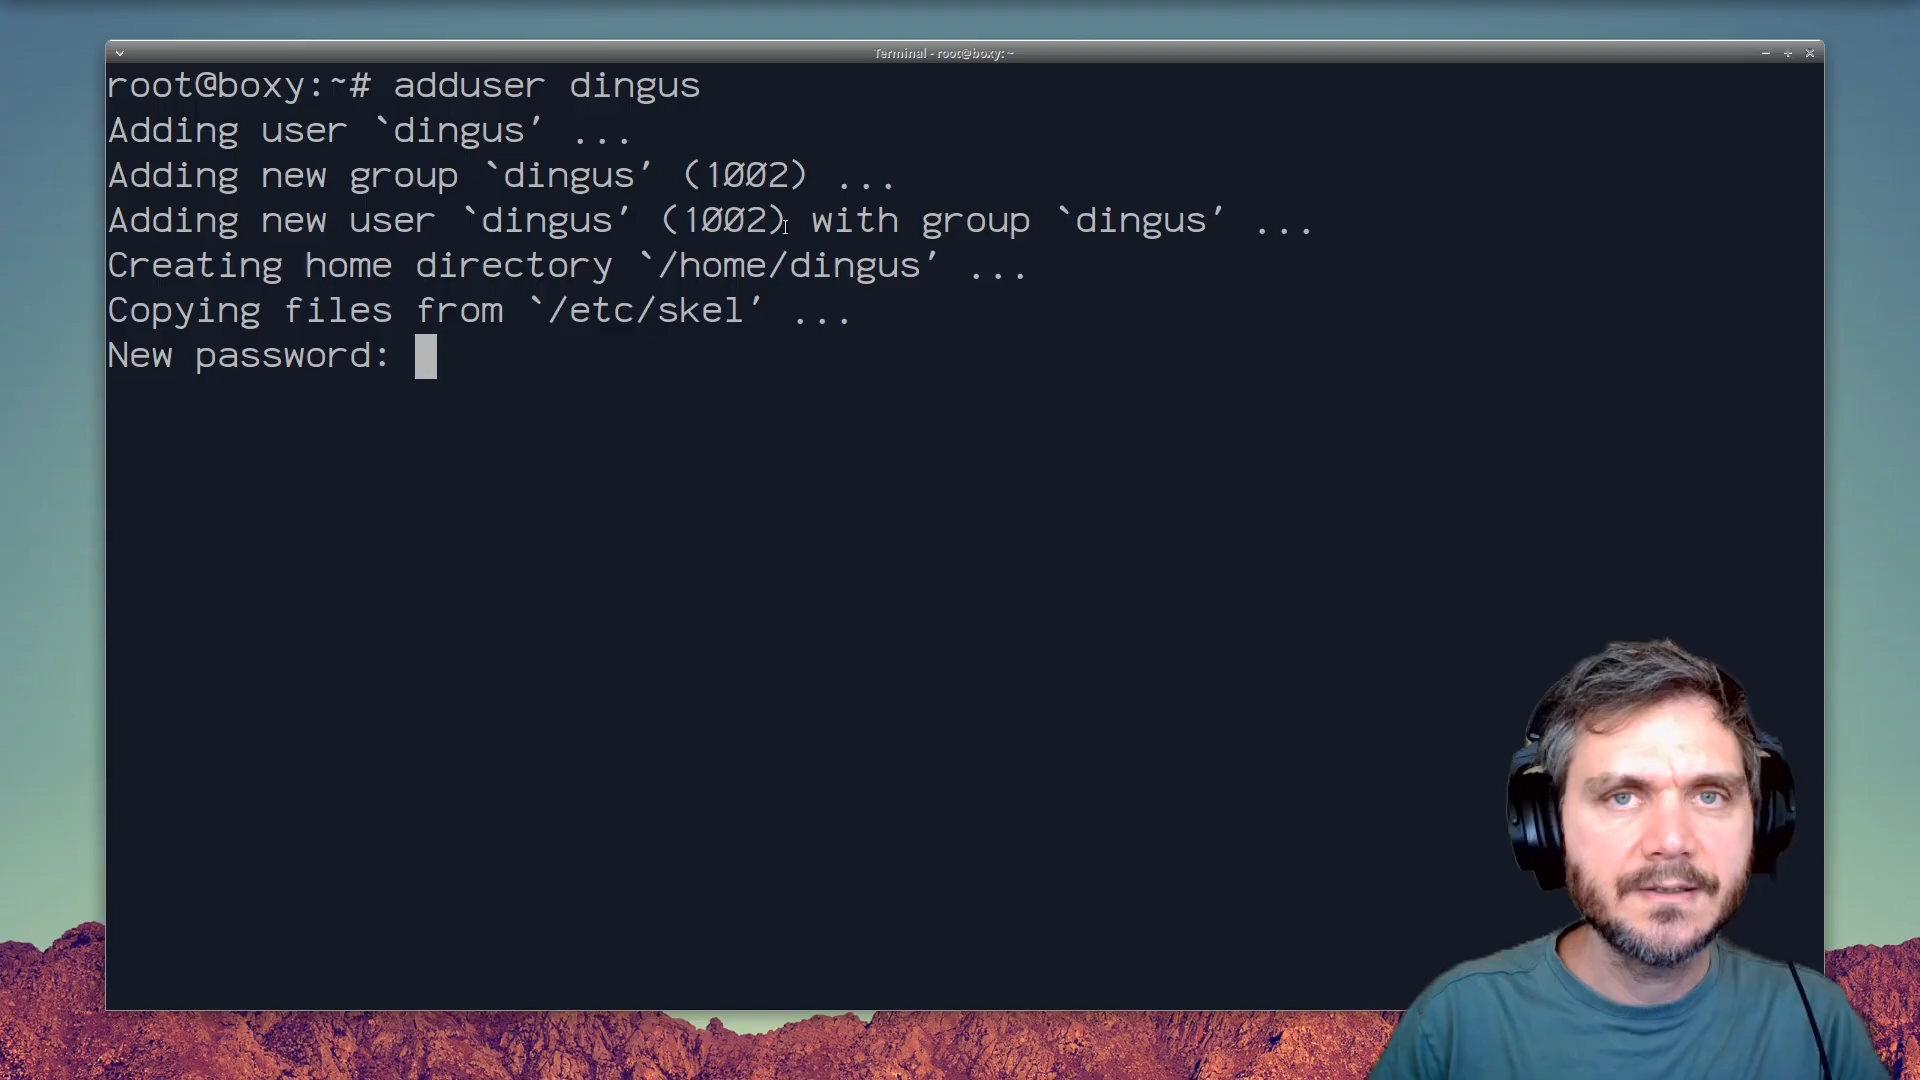 Terminal - root@boxy: ~
root@boxy:~# adduser dingus
Adding user `dingus' ...
Adding new group `dingus' (1002) ...
Adding new user `dingus' (1002) with group `dingus' ...
Creating home directory `/home/dingus' ...
Copying files from `/etc/skel' ...
New password: